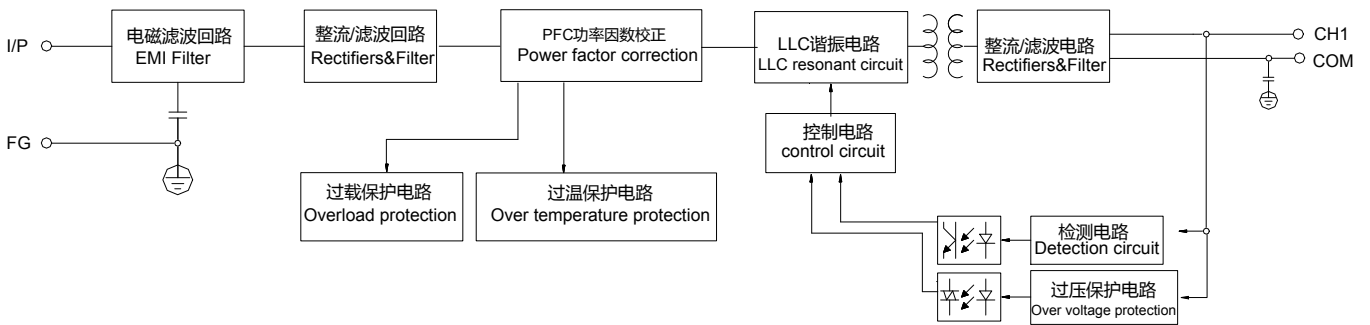 I/P
电磁滤波回路
EMI Filter
整流/滤波回路
Rectifiers&Filter
PFC功率因数校正
Power factor correction
LLC谐振电路
LLC resonant circuit
整流/滤波电路
Rectifiers&Filter
CH1
COM
FG
控制电路
control circuit
过载保护电路
Overload protection
过温保护电路
Over temperature protection
检测电路
Detection circuit
过压保护电路
Over voltage protection